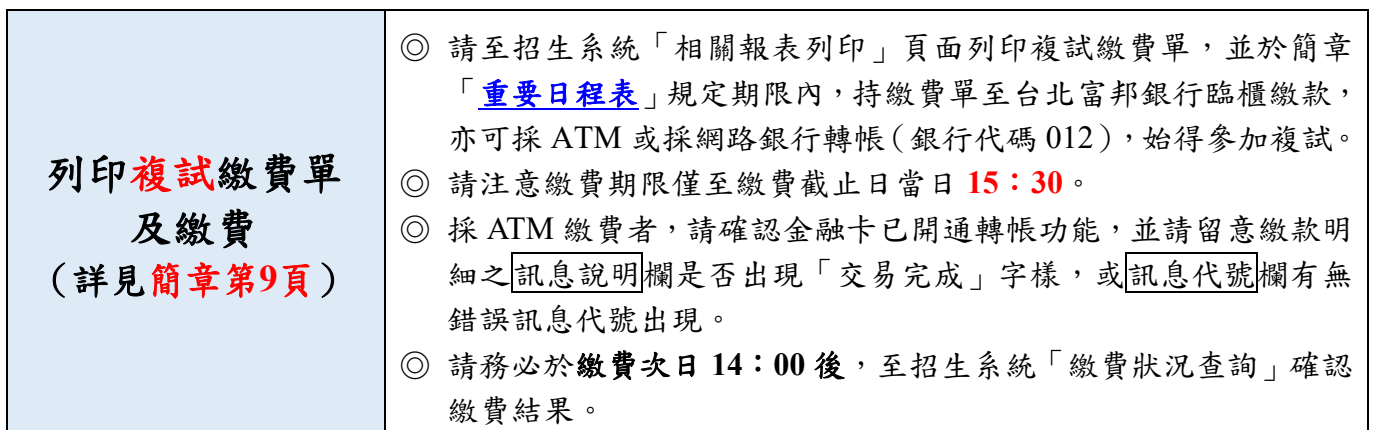 列印複試繳費單
及繳費
（詳見簡章第9頁）
◎ 請至招生系統「相關報表列印」頁面列印複試繳費單，並於簡章
「重要日程表」規定期限內，持繳費單至台北富邦銀行臨櫃繳款，
亦可採 ATM 或採網路銀行轉帳（銀行代碼 012），始得參加複試。
◎ 請注意繳費期限僅至繳費截止日當日 15：30。
◎ 採 ATM 繳費者，請確認金融卡已開通轉帳功能，並請留意繳款明
細之訊息說明欄是否出現「交易完成」字樣，或訊息代號欄有無
錯誤訊息代號出現。
◎ 請務必於繳費次日 14：00 後，至招生系統「繳費狀況查詢」確認
繳費結果。